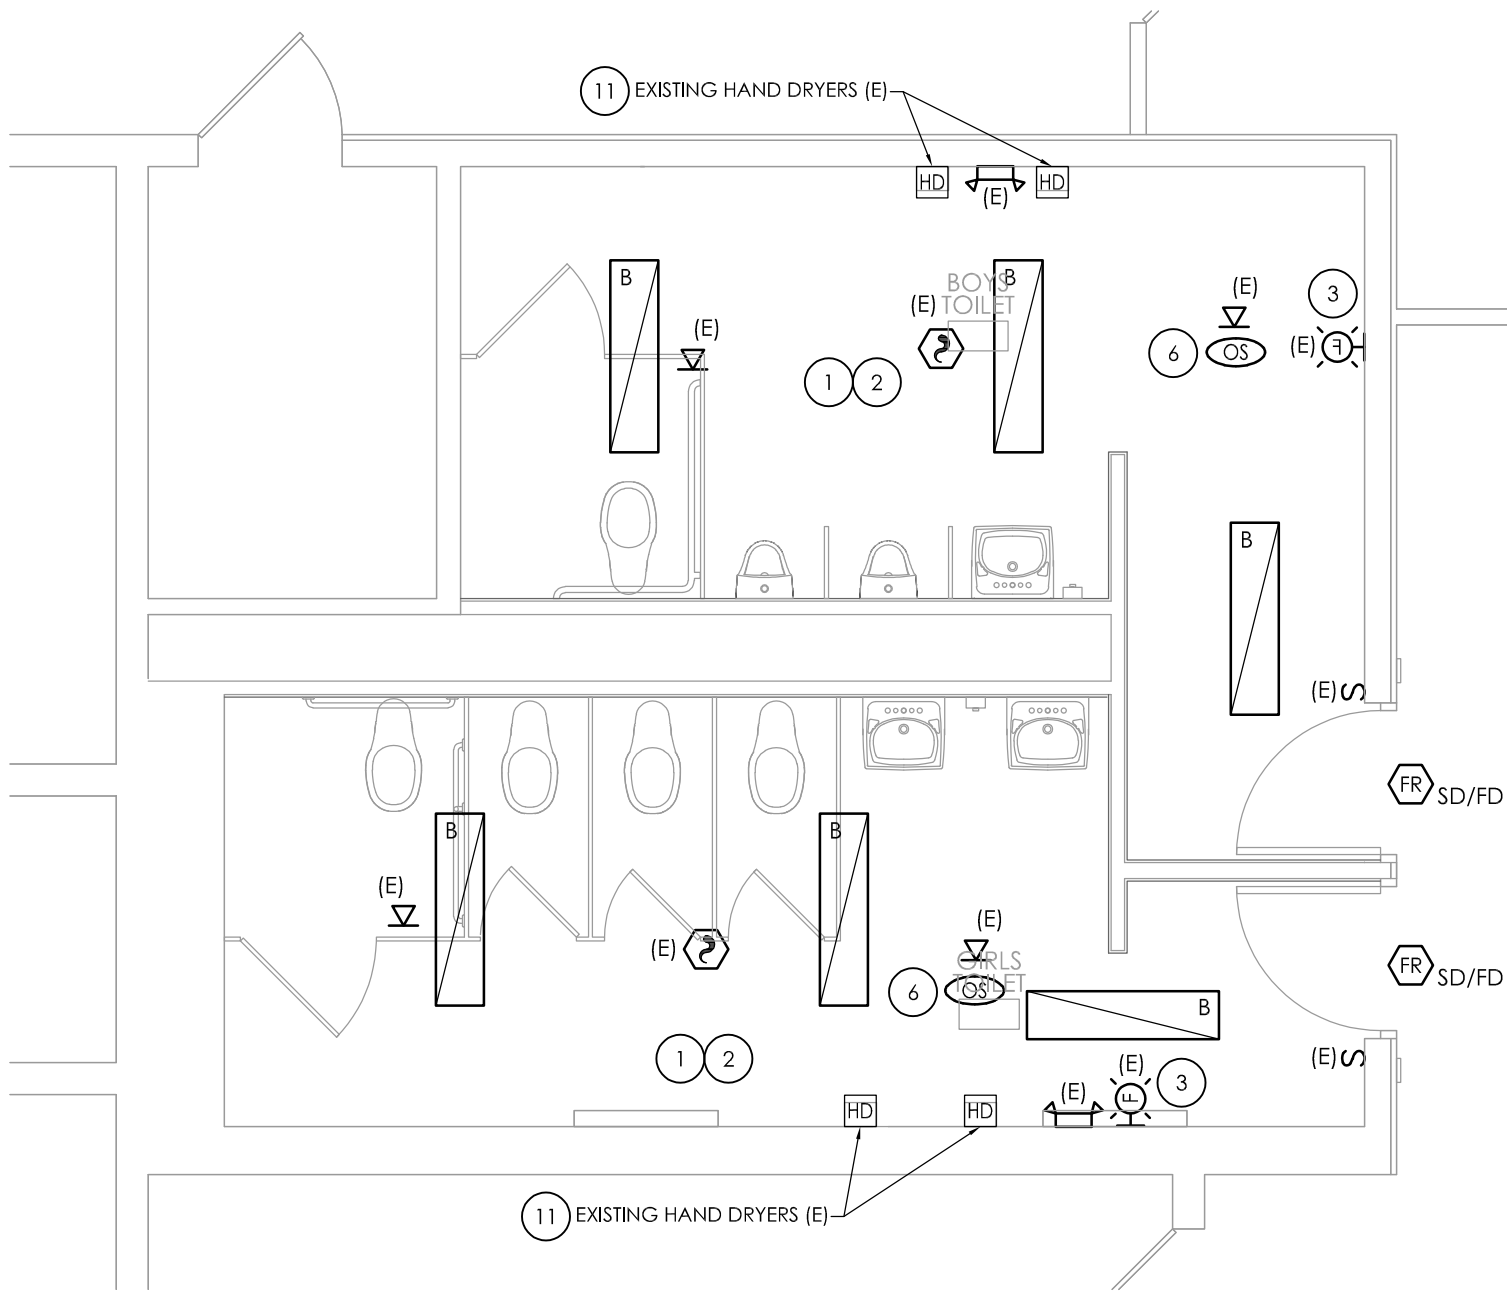 11 EXISTING HAND DRYERS (E)
HD HD
(E)
B B
BOYS
TOILET
(E)
(E)
(E)
3
(E)
6 OS F
1 2
B
(E) S
FR SD/FD
B B
(E)
(E)
(E)
GIRLS
TOILET
6 OS
FR SD/FD
B
1 2
(E) S
(E) 3
(E) F
HD HD
11 EXISTING HAND DRYERS (E)